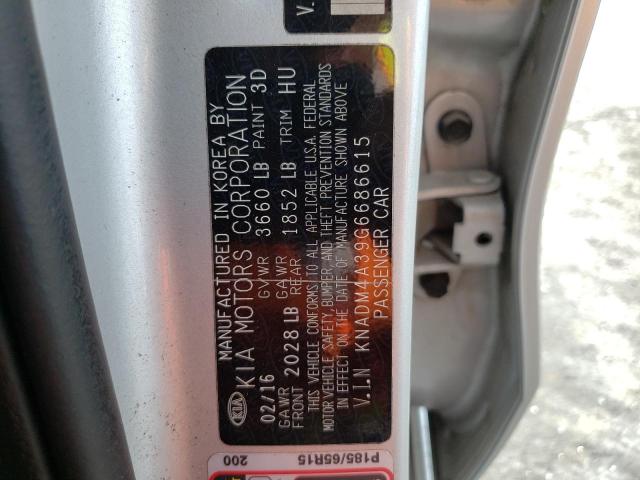 MANUFACTURED IN KOREA BY
KIA KIA MOTORS CORPORATION
02/16 GVWR 3660 LB PAINT 3D
GAWR FRONT 2028 LB GAWR REAR 1852 LB TRIM HU
THIS VEHICLE CONFORMS TO ALL APPLICABLE U.S.A. FEDERAL
MOTOR VEHICLE SAFETY, BUMPER, AND THEFT PREVENTION STANDARDS
IN EFFECT ON THE DATE OF MANUFACTURE SHOWN ABOVE
V.I.N KNADM4A39G6686615
PASSENGER CAR
V.
P185/65R15
200